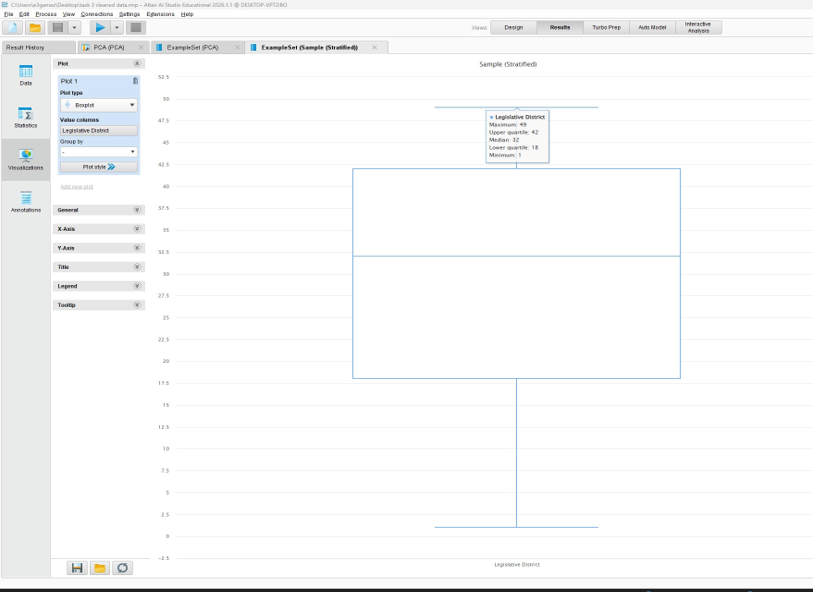 C:\Users\a3games\Desktop\task 3 cleaned data.rmp – Altair AI Studio Educational 2026.1.1 @ DESKTOP-VPTDIBO
File Edit Process View Connections Settings Extensions Help
Views: Design Results Turbo Prep Auto Model Interactive Analysis
Result History PCA (PCA) ExampleSet (PCA) ExampleSet (Sample (Stratified))
Data
Statistics
Visualizations
Annotations
Plot
Plot 1
Plot type
Boxplot
Value columns
Legislative District
Group by
-
Plot style
Add new plot
General
X-Axis
Y-Axis
Title
Legend
Tooltip
Sample (Stratified)
52.5
50
47.5
45
42.5
40
37.5
35
32.5
30
27.5
25
22.5
20
17.5
15
12.5
10
7.5
5
2.5
0
-2.5
Legislative District
Maximum: 49
Upper quartile: 42
Median: 32
Lower quartile: 18
Minimum: 1
Legislative District